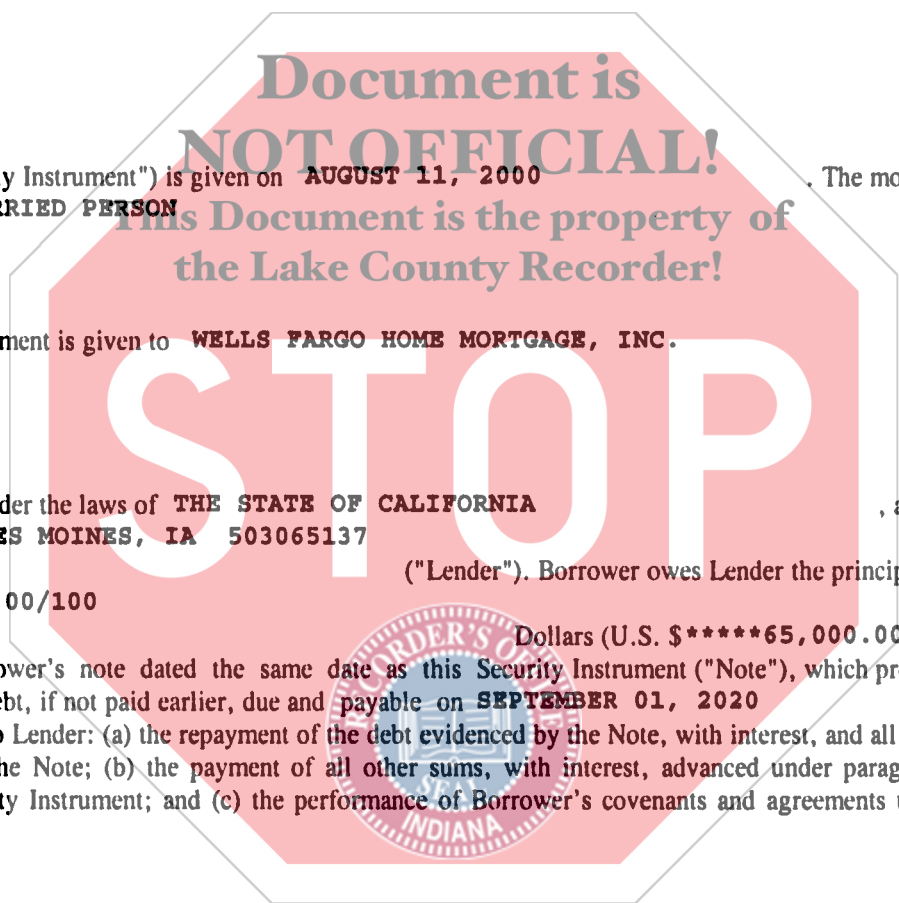 Document is
NOT OFFICIAL!
y Instrument") is given on AUGUST 11, 2000 . The mo
RRIED PERSON
This Document is the property of
the Lake County Recorder!
ment is given to WELLS FARGO HOME MORTGAGE, INC.
STOP
der the laws of THE STATE OF CALIFORNIA , a
ES MOINES, IA 503065137
("Lender"). Borrower owes Lender the princip
00/100
Dollars (U.S. $*****65,000.00
ower's note dated the same date as this Security Instrument ("Note"), which pr
ebt, if not paid earlier, due and payable on SEPTEMBER 01, 2020
o Lender: (a) the repayment of the debt evidenced by the Note, with interest, and all
he Note; (b) the payment of all other sums, with interest, advanced under parag
ty Instrument; and (c) the performance of Borrower's covenants and agreements u
RECORDER'S OFFICE
SEAL
INDIANA